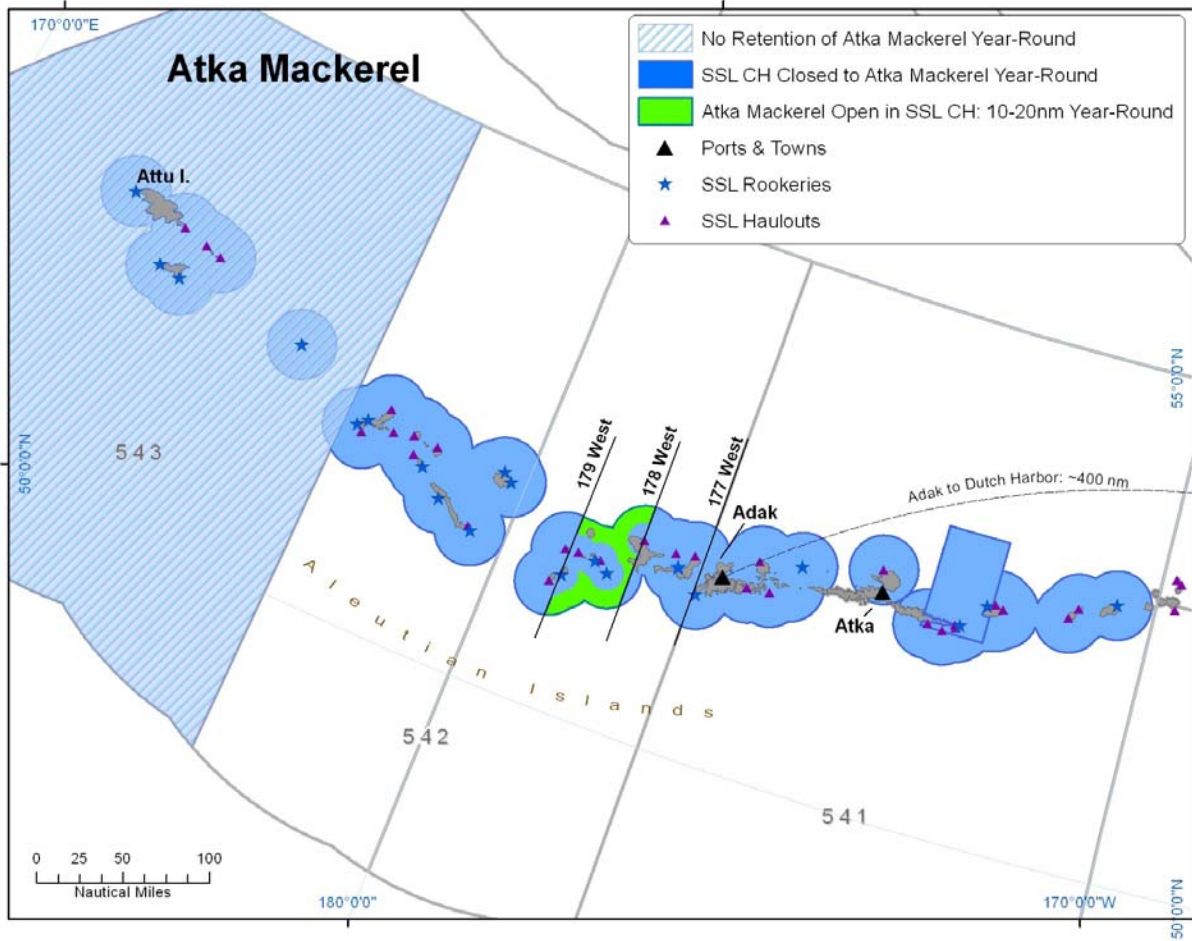 170°0'0"E
Atka Mackerel
No Retention of Atka Mackerel Year-Round
SSL CH Closed to Atka Mackerel Year-Round
Atka Mackerel Open in SSL CH: 10-20nm Year-Round
Ports & Towns
SSL Rookeries
SSL Haulouts
Attu I.
55°0'0"N
50°0'0"N
543
179 West
178 West
177 West
Adak to Dutch Harbor: ~400 nm
Adak
Atka
Aleutian Islands
542
541
0 25 50 100
Nautical Miles
180°0'0"
170°0'0"W
50°0'0"N